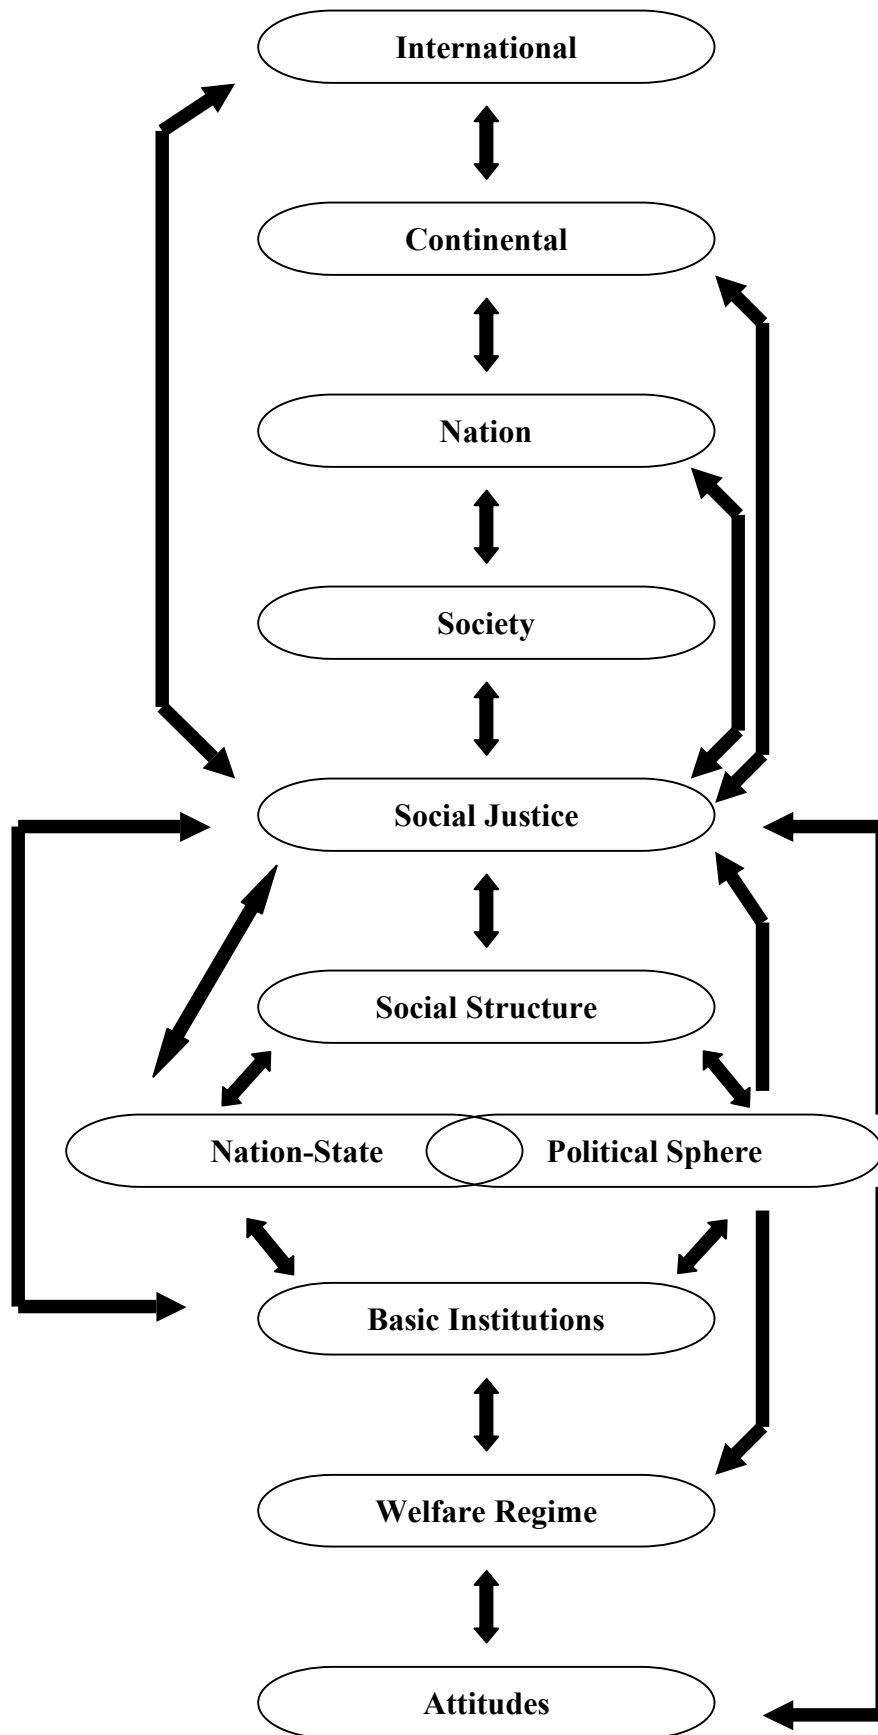 International
Continental
Nation
Society
Social Justice
Social Structure
Nation-State
Political Sphere
Basic Institutions
Welfare Regime
Attitudes